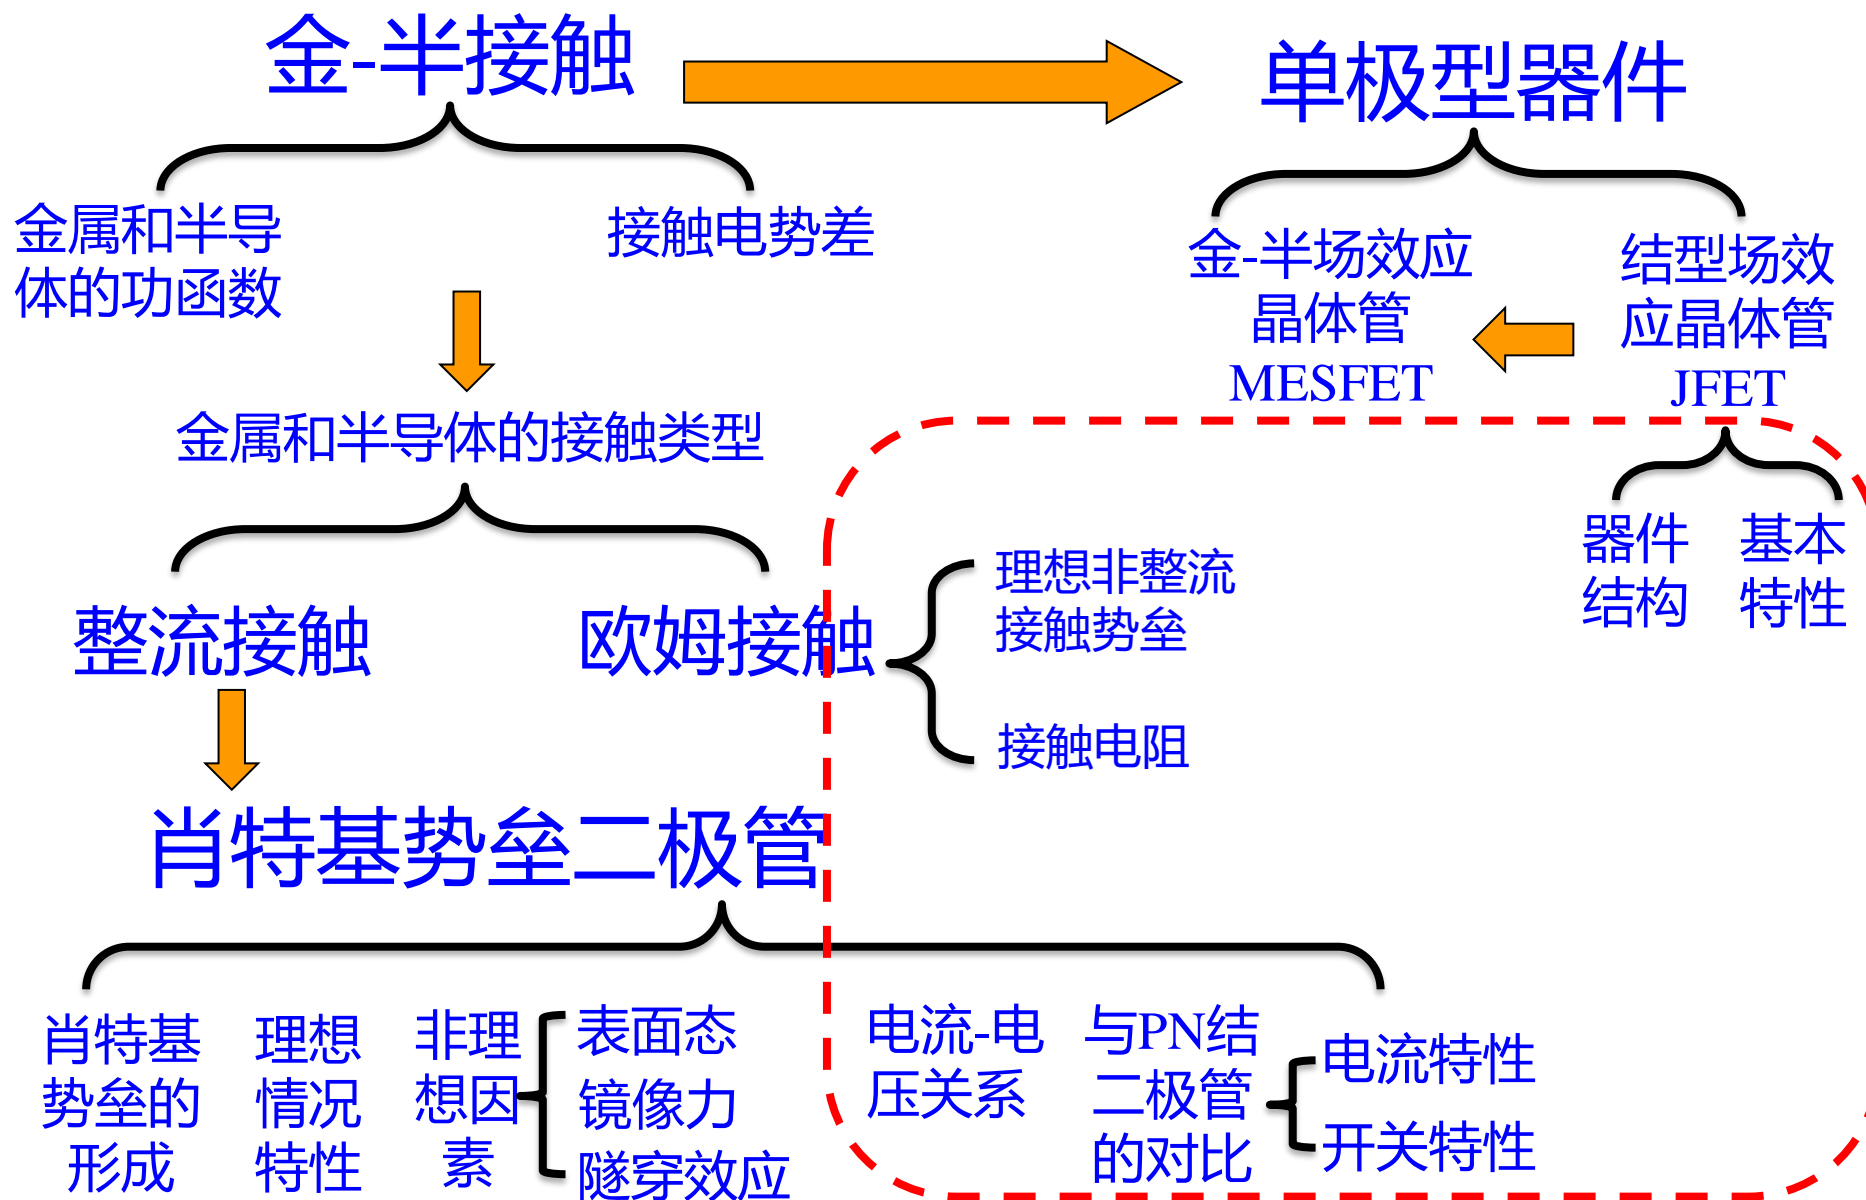 金-半接触
单极型器件
金属和半导
体的功函数
接触电势差
金-半场效应
晶体管
MESFET
结型场效
应晶体管
JFET
金属和半导体的接触类型
器件
结构
基本
特性
整流接触
欧姆接触
理想非整流
接触势垒
接触电阻
肖特基势垒二极管
肖特基
势垒的
形成
理想
情况
特性
非理
想因
素
表面态
镜像力
隧穿效应
电流-电
压关系
与PN结
二极管
的对比
电流特性
开关特性